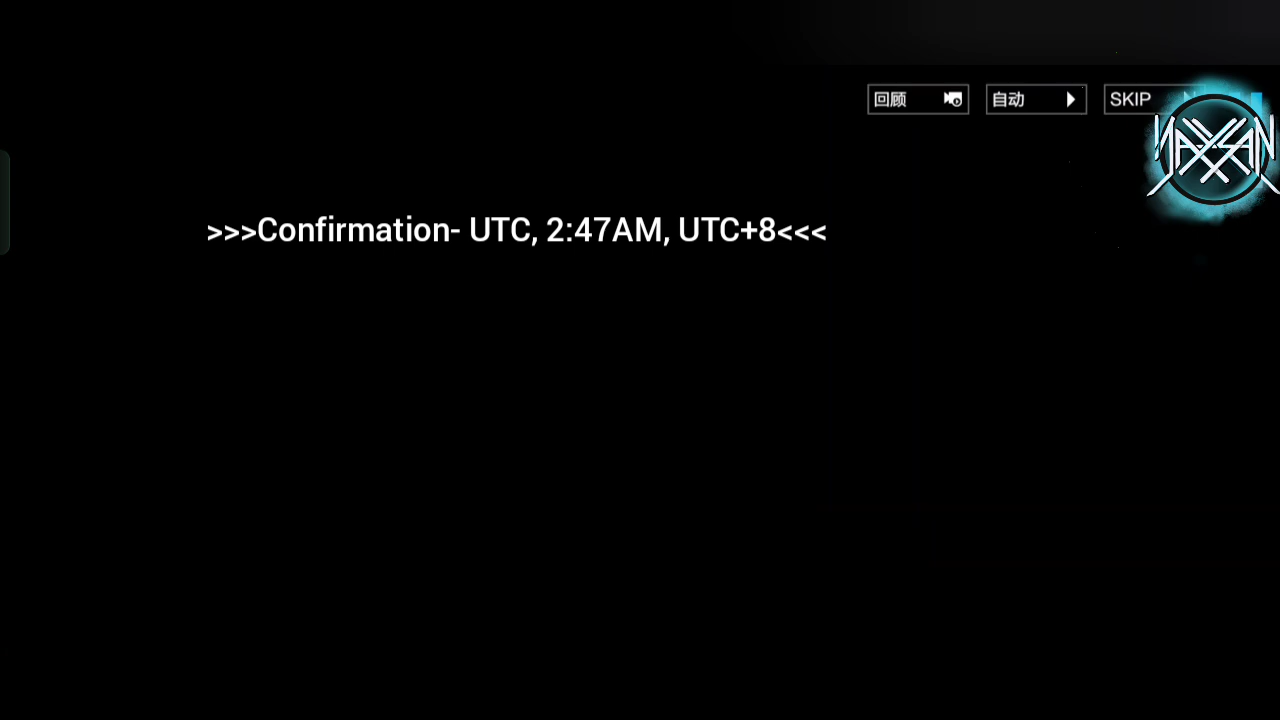 回顾
自动
SKIP
>>>Confirmation- UTC, 2:47AM, UTC+8<<<